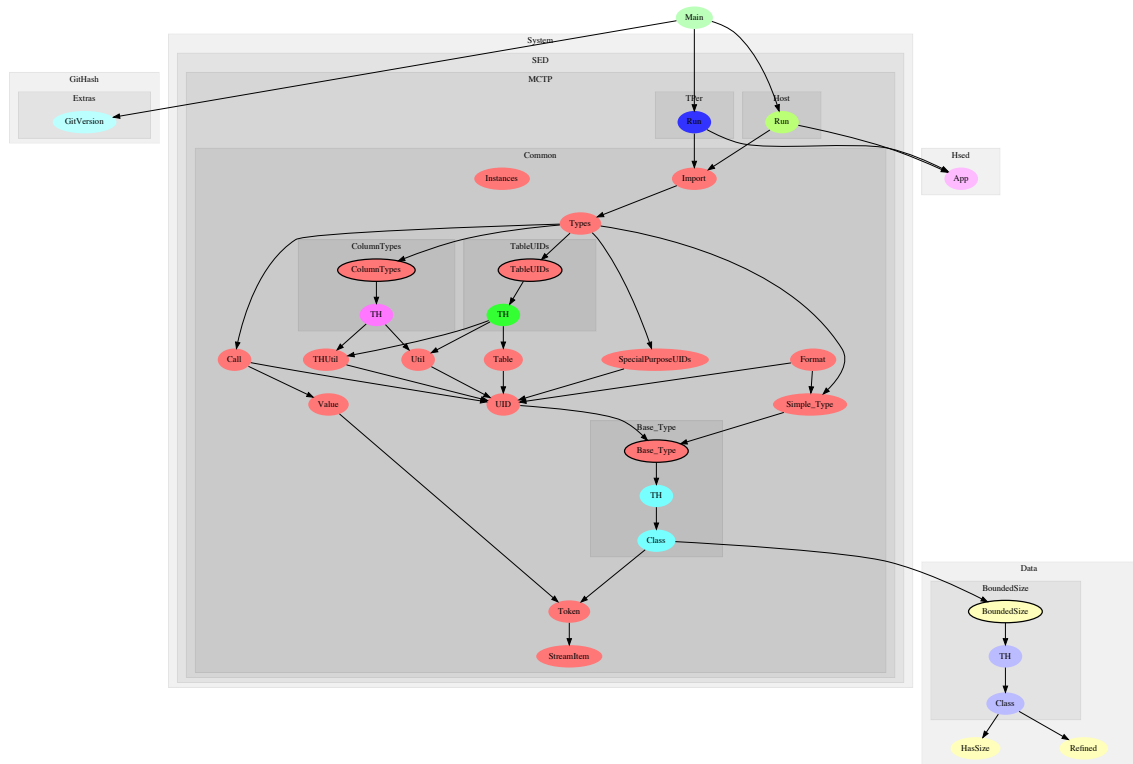 Main
System
SED
GitHash
MCTP
Extras
TPer
Host
GitVersion
Run
Run
Common
Hsed
Instances
Import
App
Types
ColumnTypes
TableUIDs
ColumnTypes
TableUIDs
TH
TH
Call
THUtil
Util
Table
SpecialPurposeUIDs
Format
Value
UID
Simple_Type
Base_Type
Base_Type
TH
Class
Data
BoundedSize
Token
BoundedSize
StreamItem
TH
Class
HasSize
Refined